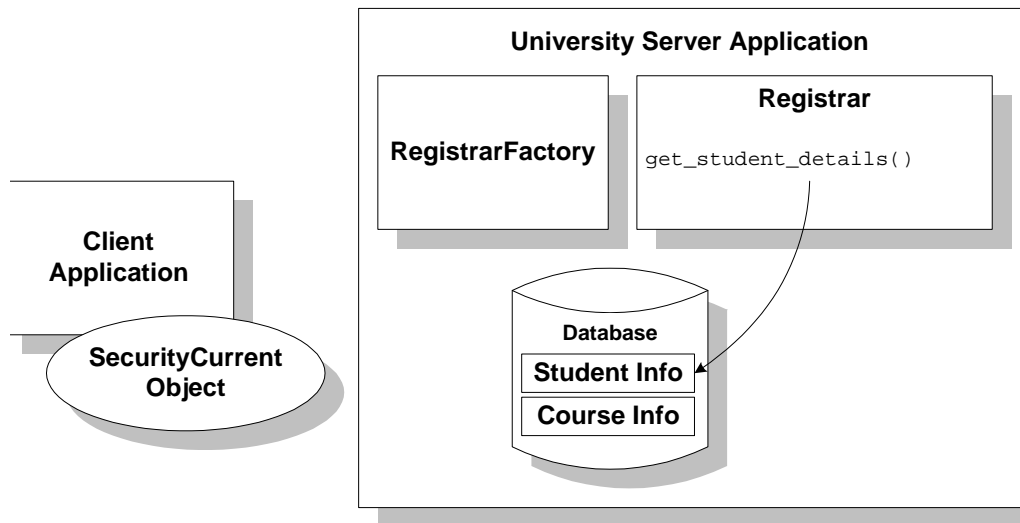 University Server Application
RegistrarFactory
Registrar
get_student_details()
Client
Application
SecurityCurrent
Object
Database
Student Info
Course Info